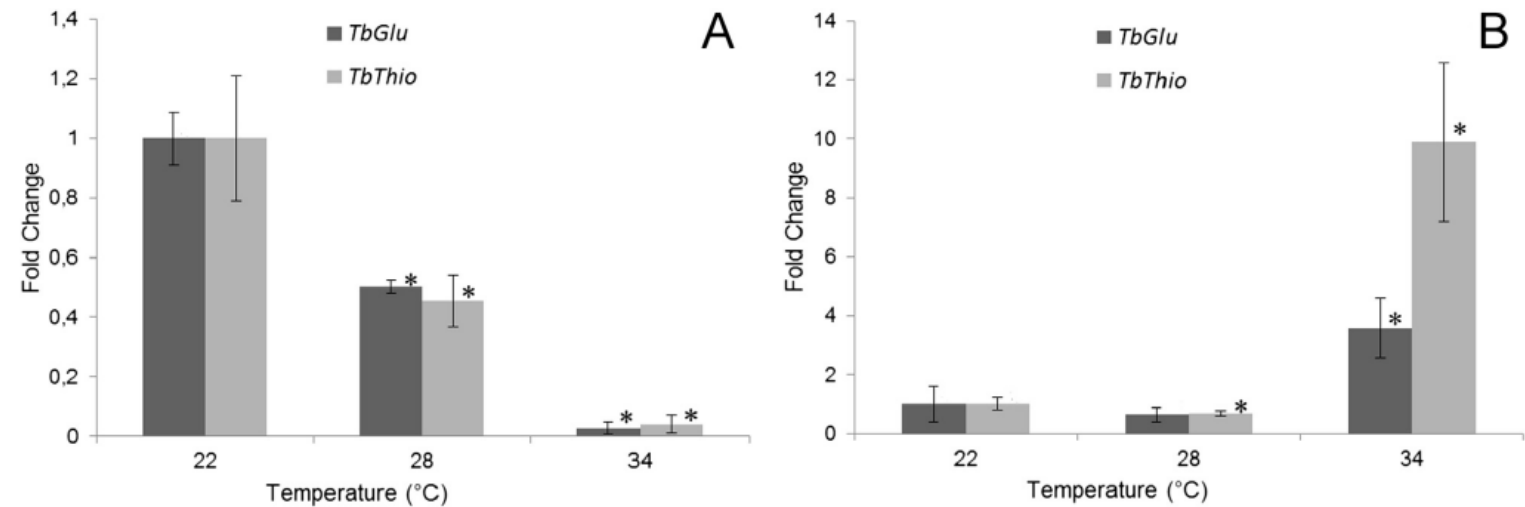 A
TbGlu
TbThio
Fold Change
1,4
1,2
1
0,8
0,6
0,4
0,2
0
* * * *
22 28 34
Temperature (°C)
B
TbGlu
TbThio
Fold Change
14
12
10
8
6
4
2
0
* * *
22 28 34
Temperature (°C)